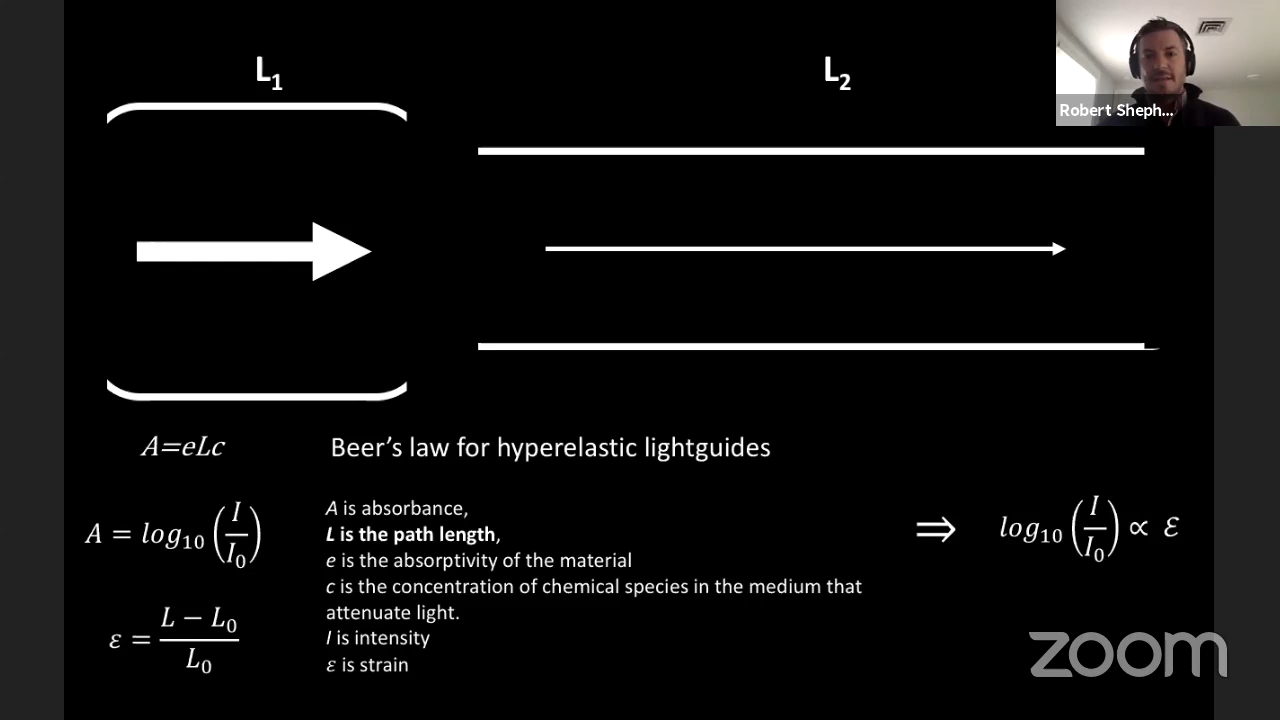 L₁
L₂
Robert Sheph...
A=eLc
Beer's law for hyperelastic lightguides
A = log₁₀(I/I₀)
ε = (L − L₀)/L₀
A is absorbance,
L is the path length,
e is the absorptivity of the material
c is the concentration of chemical species in the medium that
attenuate light.
I is intensity
ε is strain
⇒ log₁₀(I/I₀) ∝ ε
zoom